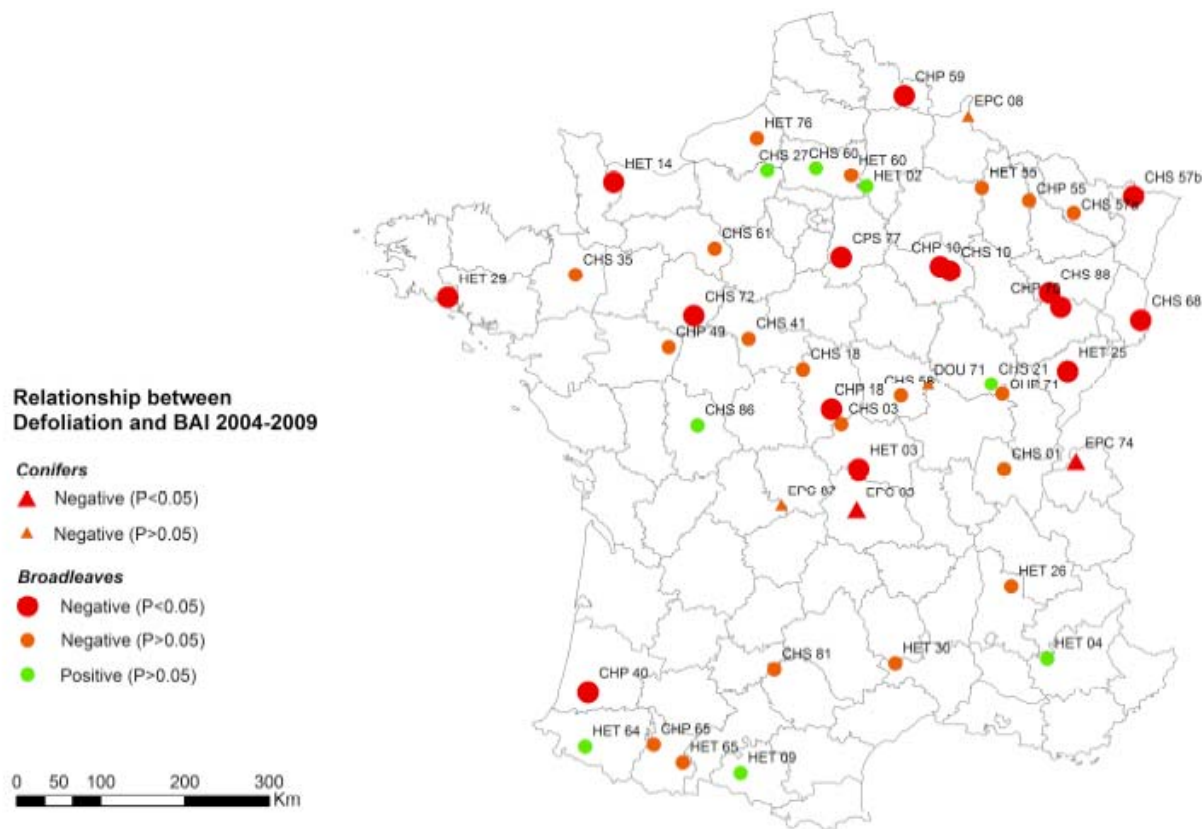 CHP 59
EPC 08
HET 76
CHS 27
CHS 60
HET 60
HET 02
HET 14
HET 55
CHP 55
CHS 57b
CHS 61
CPS 77
CHP 10
CHS 10
CHS 35
HET 29
CHS 72
CHS 88
CHS 68
CHP 49
CHS 41
CHS 18
HET 25
DOU 71
CHS 21
CHP 71
CHS 58
CHP 18
CHS 03
CHS 86
HET 03
CHS 01
EPC 74
HET 26
HET 04
HET 30
CHS 81
CHP 40
HET 64
CHP 65
HET 65
HET 09
Relationship between
Defoliation and BAI 2004-2009
Conifers
Negative (P<0.05)
Negative (P>0.05)
Broadleaves
Negative (P<0.05)
Negative (P>0.05)
Positive (P>0.05)
0 50 100 200 300
Km